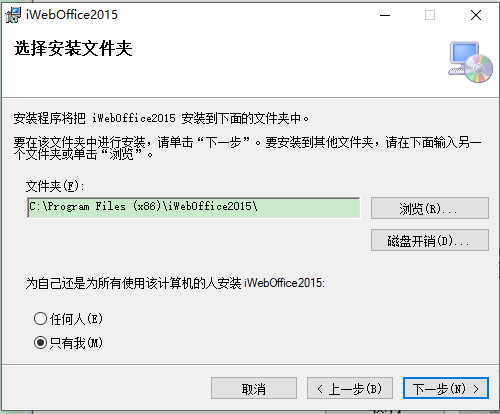 iWebOffice2015
选择安装文件夹
安装程序将把 iWebOffice2015 安装到下面的文件夹中。
要在该文件夹中进行安装，请单击“下一步”。要安装到其他文件夹，请在下面输入另一
个文件夹或单击“浏览”。
文件夹(F):
C:\Program Files (x86)\iWebOffice2015\
浏览(R)...
磁盘开销(D)...
为自己还是为所有使用该计算机的人安装 iWebOffice2015:
任何人(E)
只有我(M)
取消
< 上一步(B)
下一步(N) >